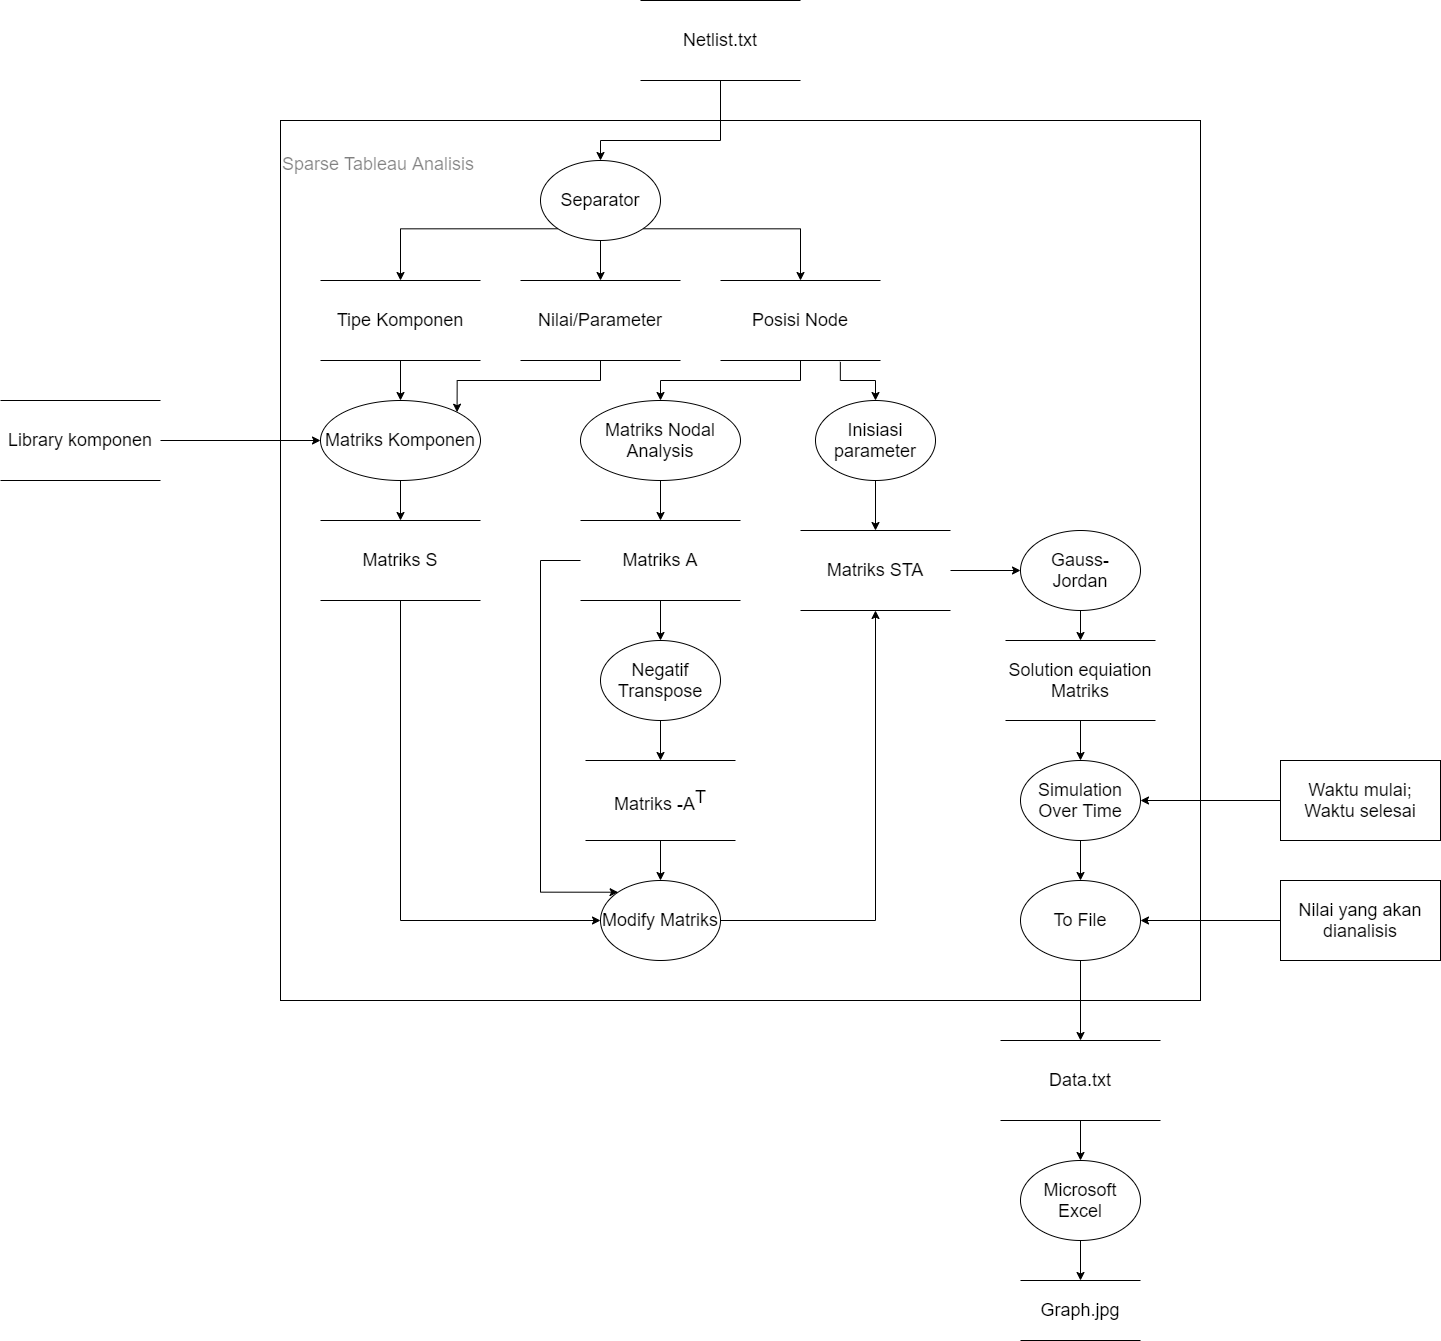 Netlist.txt
Sparse Tableau Analisis
Separator
Tipe Komponen
Nilai/Parameter
Posisi Node
Library komponen
Matriks Komponen
Matriks Nodal
Analysis
Inisiasi
parameter
Matriks S
Matriks A
Matriks STA
Gauss-
Jordan
Negatif
Transpose
Solution equiation
Matriks
Matriks -A^T
Simulation
Over Time
Waktu mulai;
Waktu selesai
Modify Matriks
To File
Nilai yang akan
dianalisis
Data.txt
Microsoft
Excel
Graph.jpg